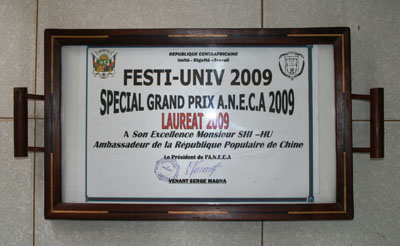 REPUBLIQUE CENTRAFRICAINE
Unité - Dignité - Travail
FESTI-UNIV 2009
SPECIAL GRAND PRIX A.N.E.C.A 2009
LAUREAT 2009
A Son Excellence Monsieur SHI -HU
Ambassadeur de la République Populaire de Chine
Le Président de l'A.N.E.C.A
VENANT SERGE MAGNA